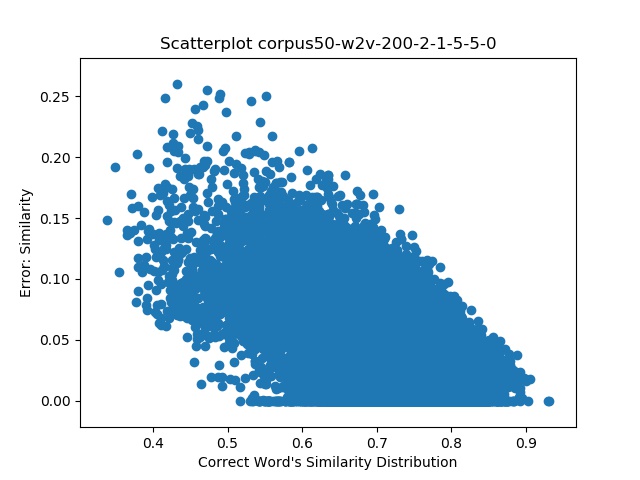 Scatterplot corpus50-w2v-200-2-1-5-5-0
0.25
0.20
0.15
0.10
0.05
0.00
Error: Similarity
0.4 0.5 0.6 0.7 0.8 0.9
Correct Word's Similarity Distribution